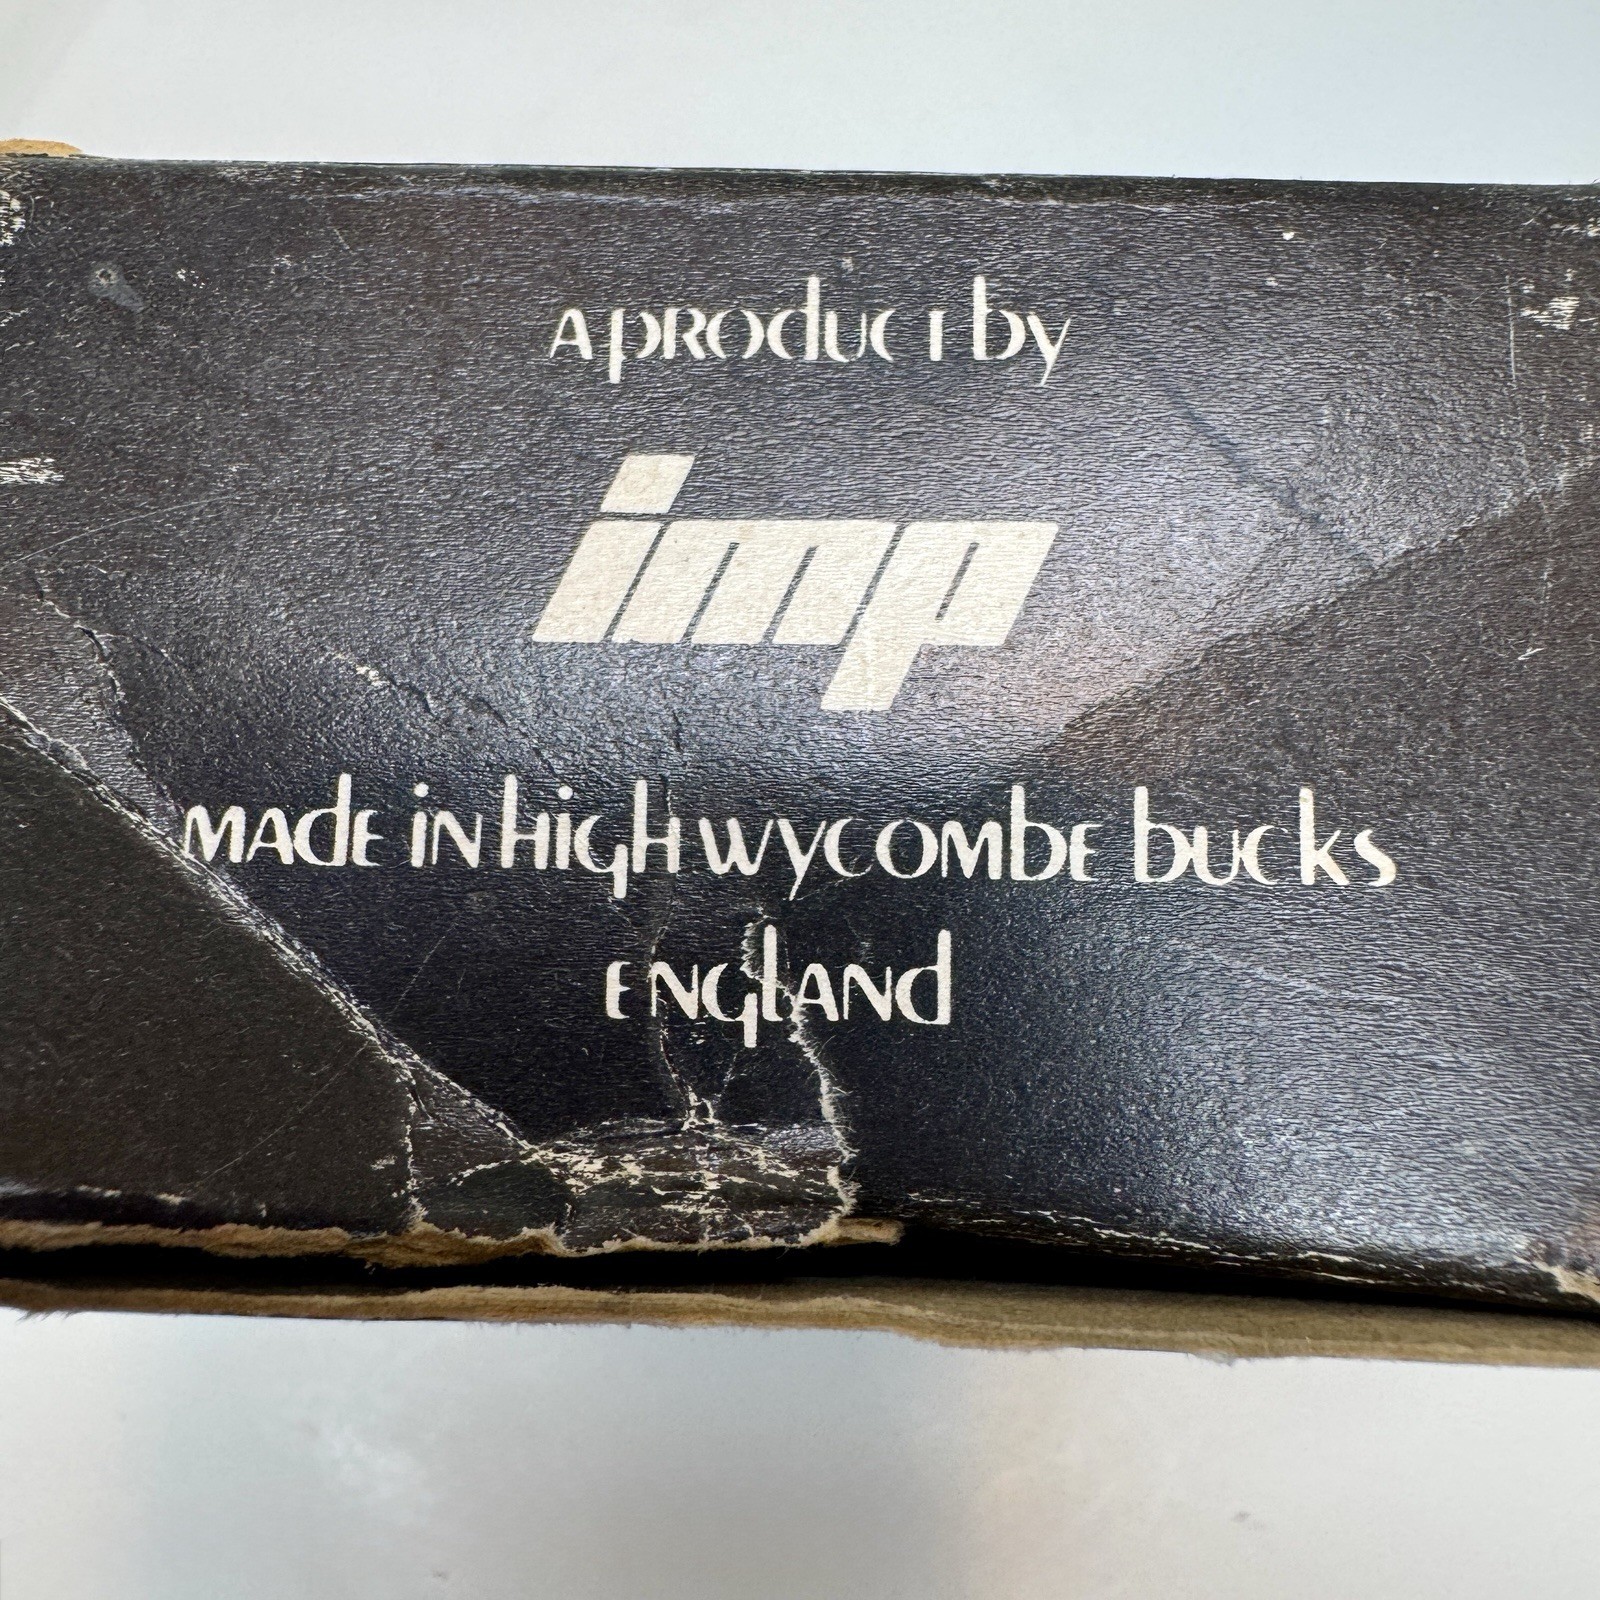 A product by
imp
made in high wycombe bucks
england